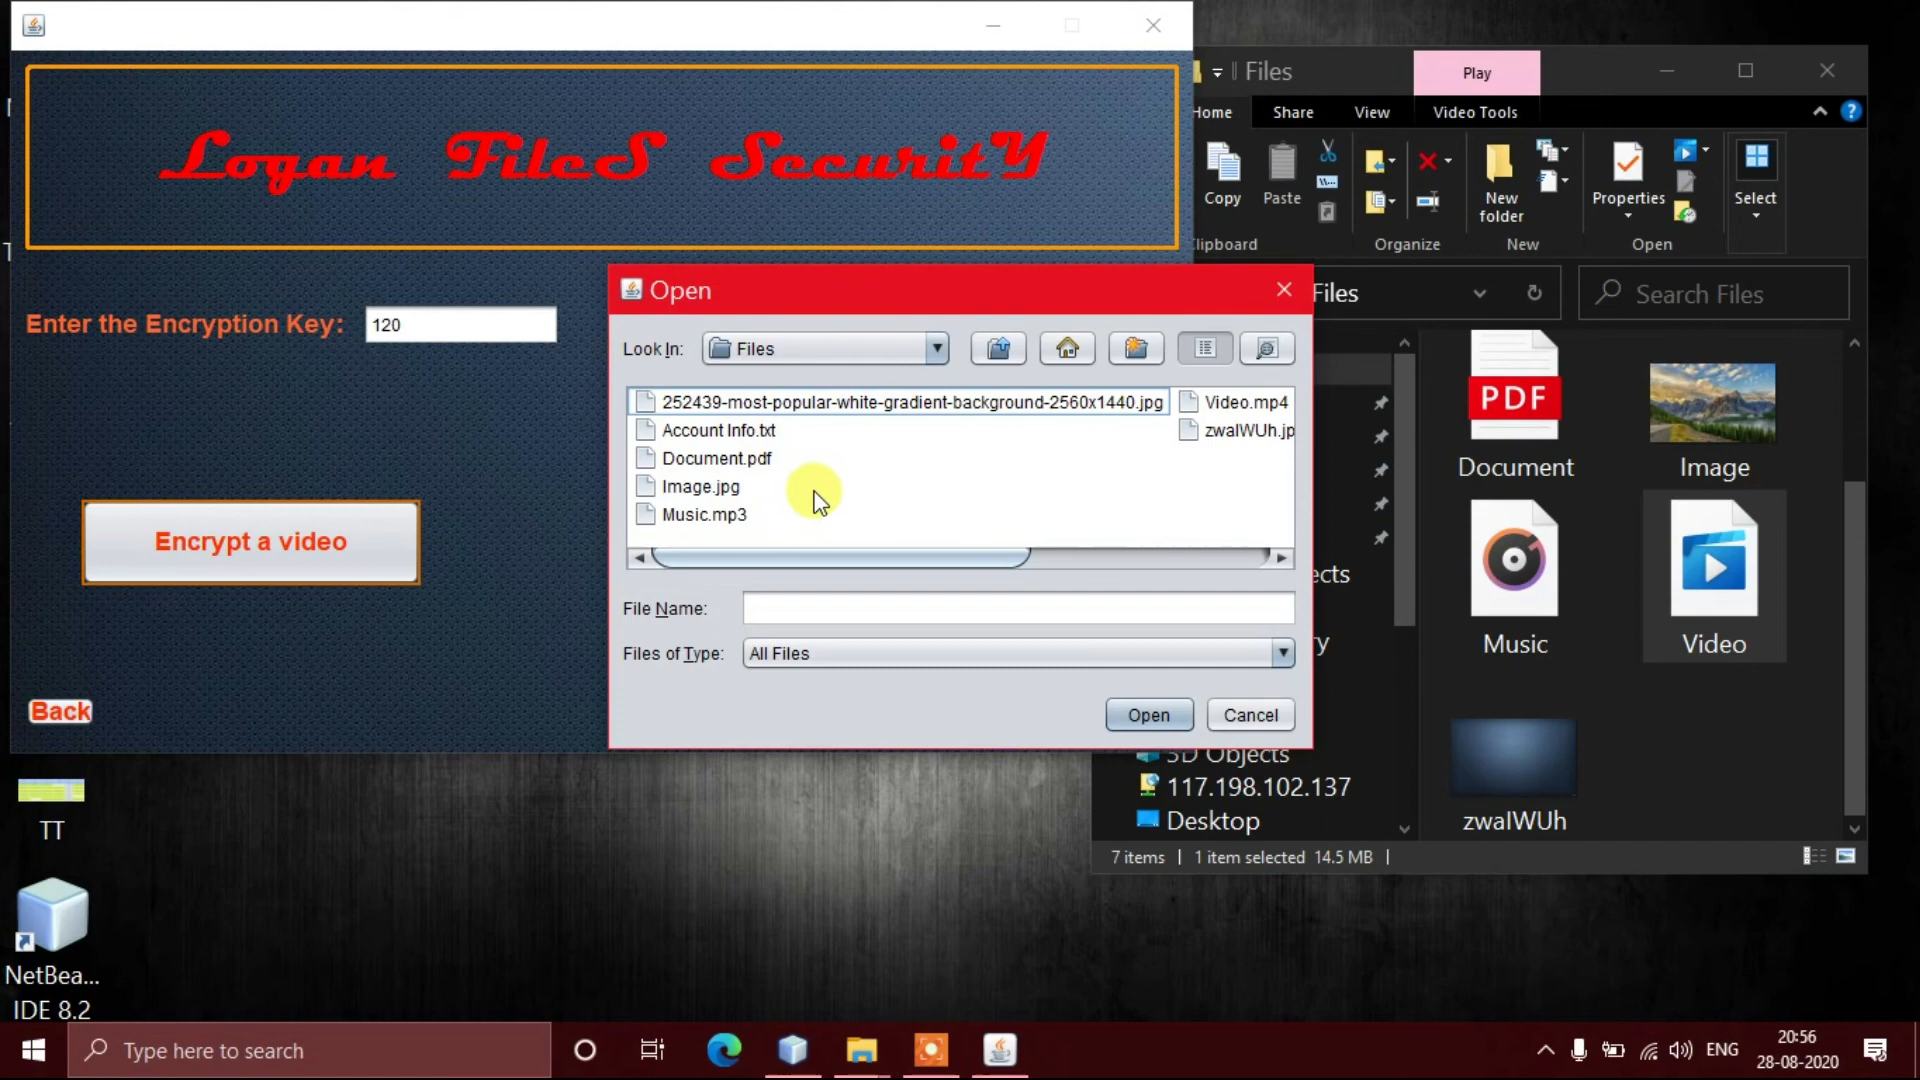 Logan FileS SecuritY
Enter the Encryption Key:
120
Encrypt a video
Back
Files
Play
Home
Share
View
Video Tools
Copy
Paste
New
folder
Properties
Select
Clipboard
Organize
New
Open
Files
Search Files
Open
Look In:
Files
252439-most-popular-white-gradient-background-2560x1440.jpg
Account Info.txt
Document.pdf
Image.jpg
Music.mp3
Video.mp4
zwalWUh.jp
File Name:
Files of Type:
All Files
Open
Cancel
PDF
Document
Image
Music
Video
zwalWUh
3D Objects
117.198.102.137
Desktop
7 items
1 item selected 14.5 MB
TT
NetBea...
IDE 8.2
Type here to search
ENG
20:56
28-08-2020